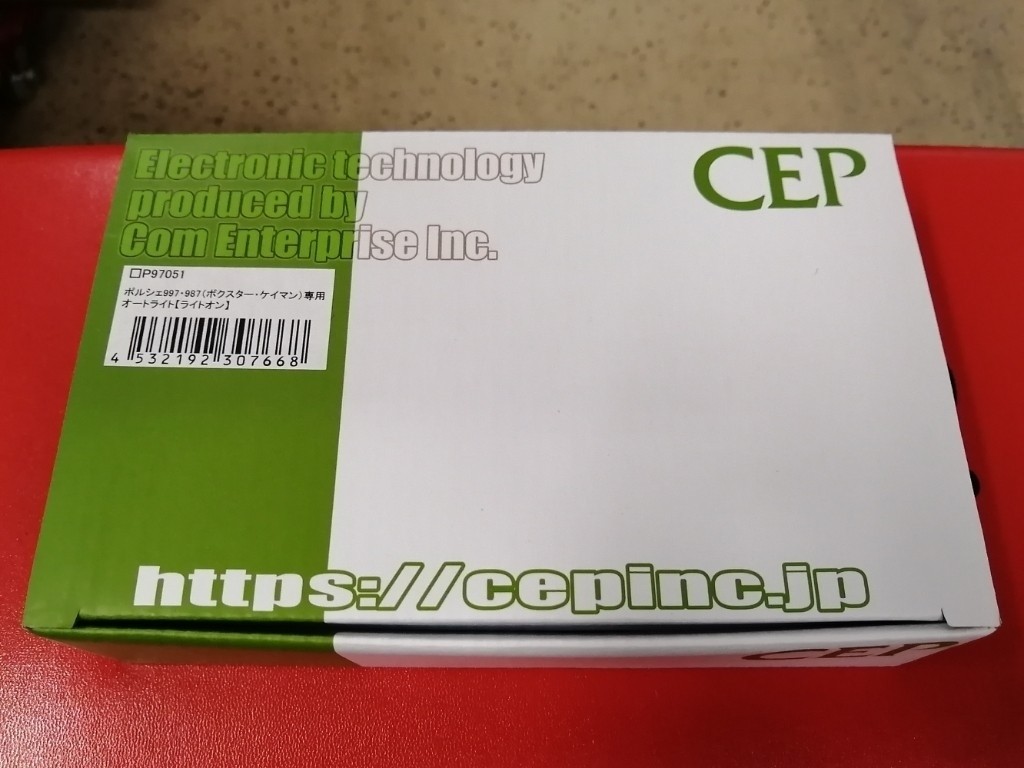 Electronic technology
produced by
Com Enterprise Inc.
CEP
□P97051
ポルシェ997・987(ボクスター・ケイマン)専用
オートライト【ライトオン】
4 532192 307668
https://cepinc.jp
CEP